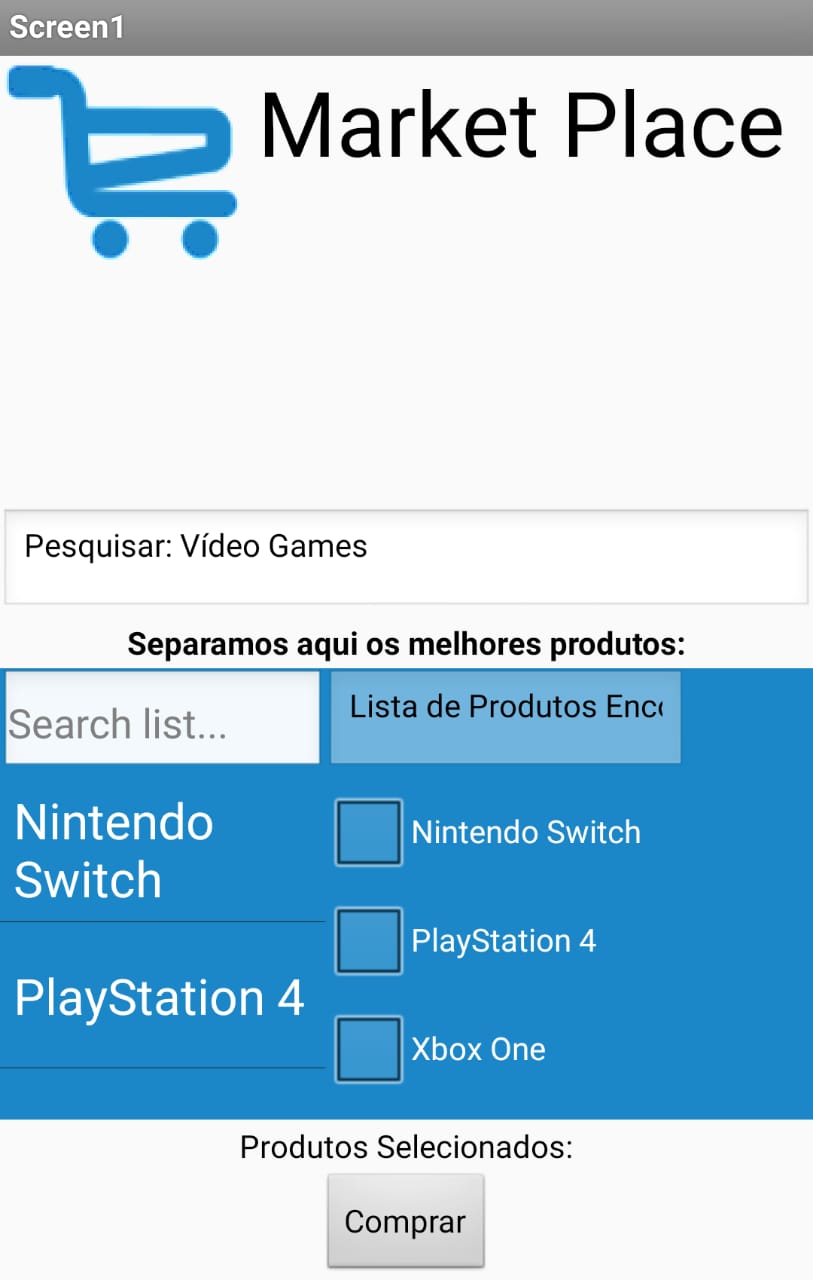 Screen1
Market Place
Pesquisar: Vídeo Games
Separamos aqui os melhores produtos:
Search list...
Lista de Produtos Enc
Nintendo
Switch
PlayStation 4
Nintendo Switch
PlayStation 4
Xbox One
Produtos Selecionados:
Comprar